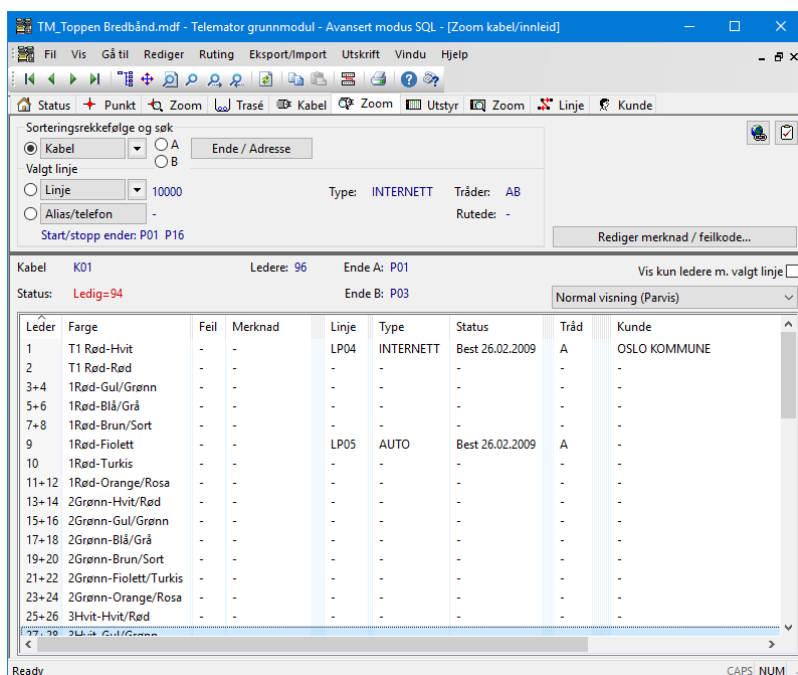 TM_Toppen Bredbånd.mdf - Telemator grunnmodul - Avansert modus SQL - [Zoom kabel/innleid]
Fil Vis Gå til Rediger Ruting Eksport/Import Utskrift Vindu Hjelp
Status Punkt Zoom Trasé Kabel Zoom Utstyr Zoom Linje Kunde
Sorteringsrekkefølge og søk
Kabel A B Ende / Adresse
Valgt linje
Linje 10000 Type: INTERNETT Tråder: AB
Alias/telefon - Rutede: -
Start/stopp ender: P01 P16 Rediger merknad / feilkode...
Kabel K01 Ledere: 96 Ende A: P01 Vis kun ledere m. valgt linje
Status: Ledig=94 Ende B: P03 Normal visning (Parvis)
Leder Farge Feil Merknad Linje Type Status Tråd Kunde
1 T1 Rød-Hvit - - LP04 INTERNETT Best 26.02.2009 A OSLO KOMMUNE
2 T1 Rød-Rød - - - - - - -
3+4 1Rød-Gul/Grønn - - - - - - -
5+6 1Rød-Blå/Grå - - - - - - -
7+8 1Rød-Brun/Sort - - - - - - -
9 1Rød-Fiolett - - LP05 AUTO Best 26.02.2009 A -
10 1Rød-Turkis - - - - - - -
11+12 1Rød-Orange/Rosa - - - - - - -
13+14 2Grønn-Hvit/Rød - - - - - - -
15+16 2Grønn-Gul/Grønn - - - - - - -
17+18 2Grønn-Blå/Grå - - - - - - -
19+20 2Grønn-Brun/Sort - - - - - - -
21+22 2Grønn-Fiolett/Turkis - - - - - - -
23+24 2Grønn-Orange/Rosa - - - - - - -
25+26 3Hvit-Hvit/Rød - - - - - - -
27+28 3Hvit-Gul/Grønn - - - - - - -
Ready CAPS NUM